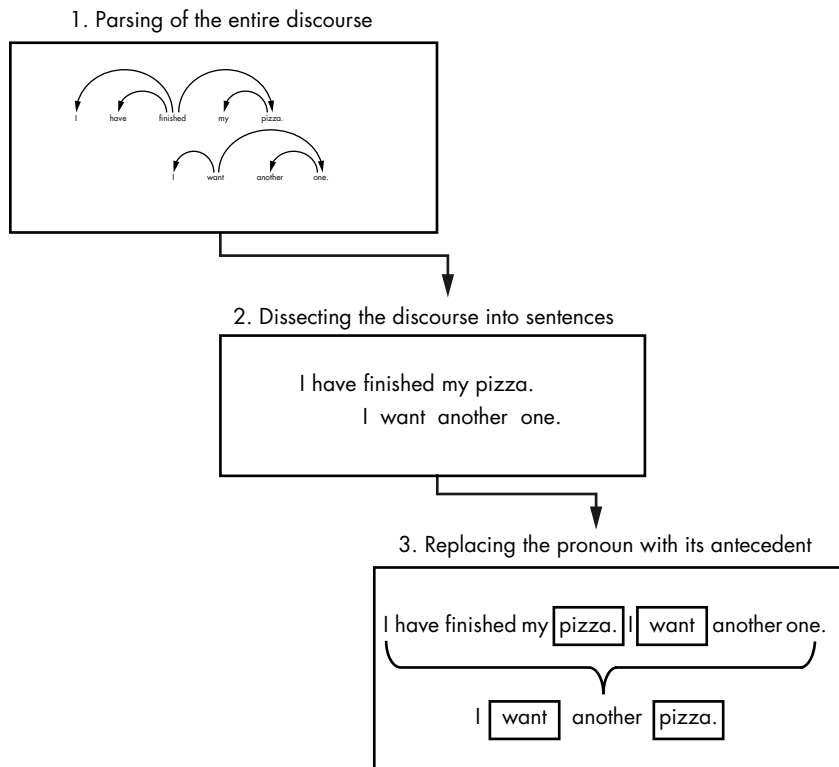 1. Parsing of the entire discourse
I have finished my pizza.
I want another one.
2. Dissecting the discourse into sentences
I have finished my pizza.
I want another one.
3. Replacing the pronoun with its antecedent
I have finished my pizza. I want another one.
I want another pizza.